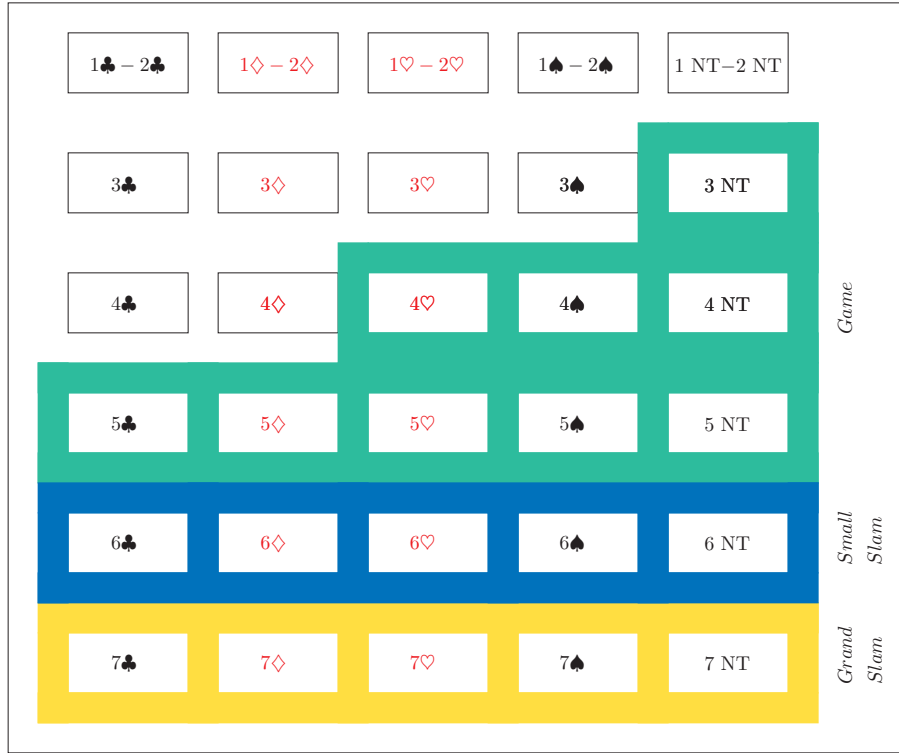 1♣ – 2♣ 1♢ – 2♢ 1♡ – 2♡ 1♠ – 2♠ 1 NT–2 NT
3♣ 3♢ 3♡ 3♠ 3 NT
4♣ 4♢ 4♡ 4♠ 4 NT
Game
5♣ 5♢ 5♡ 5♠ 5 NT
6♣ 6♢ 6♡ 6♠ 6 NT
Small
Slam
7♣ 7♢ 7♡ 7♠ 7 NT
Grand
Slam